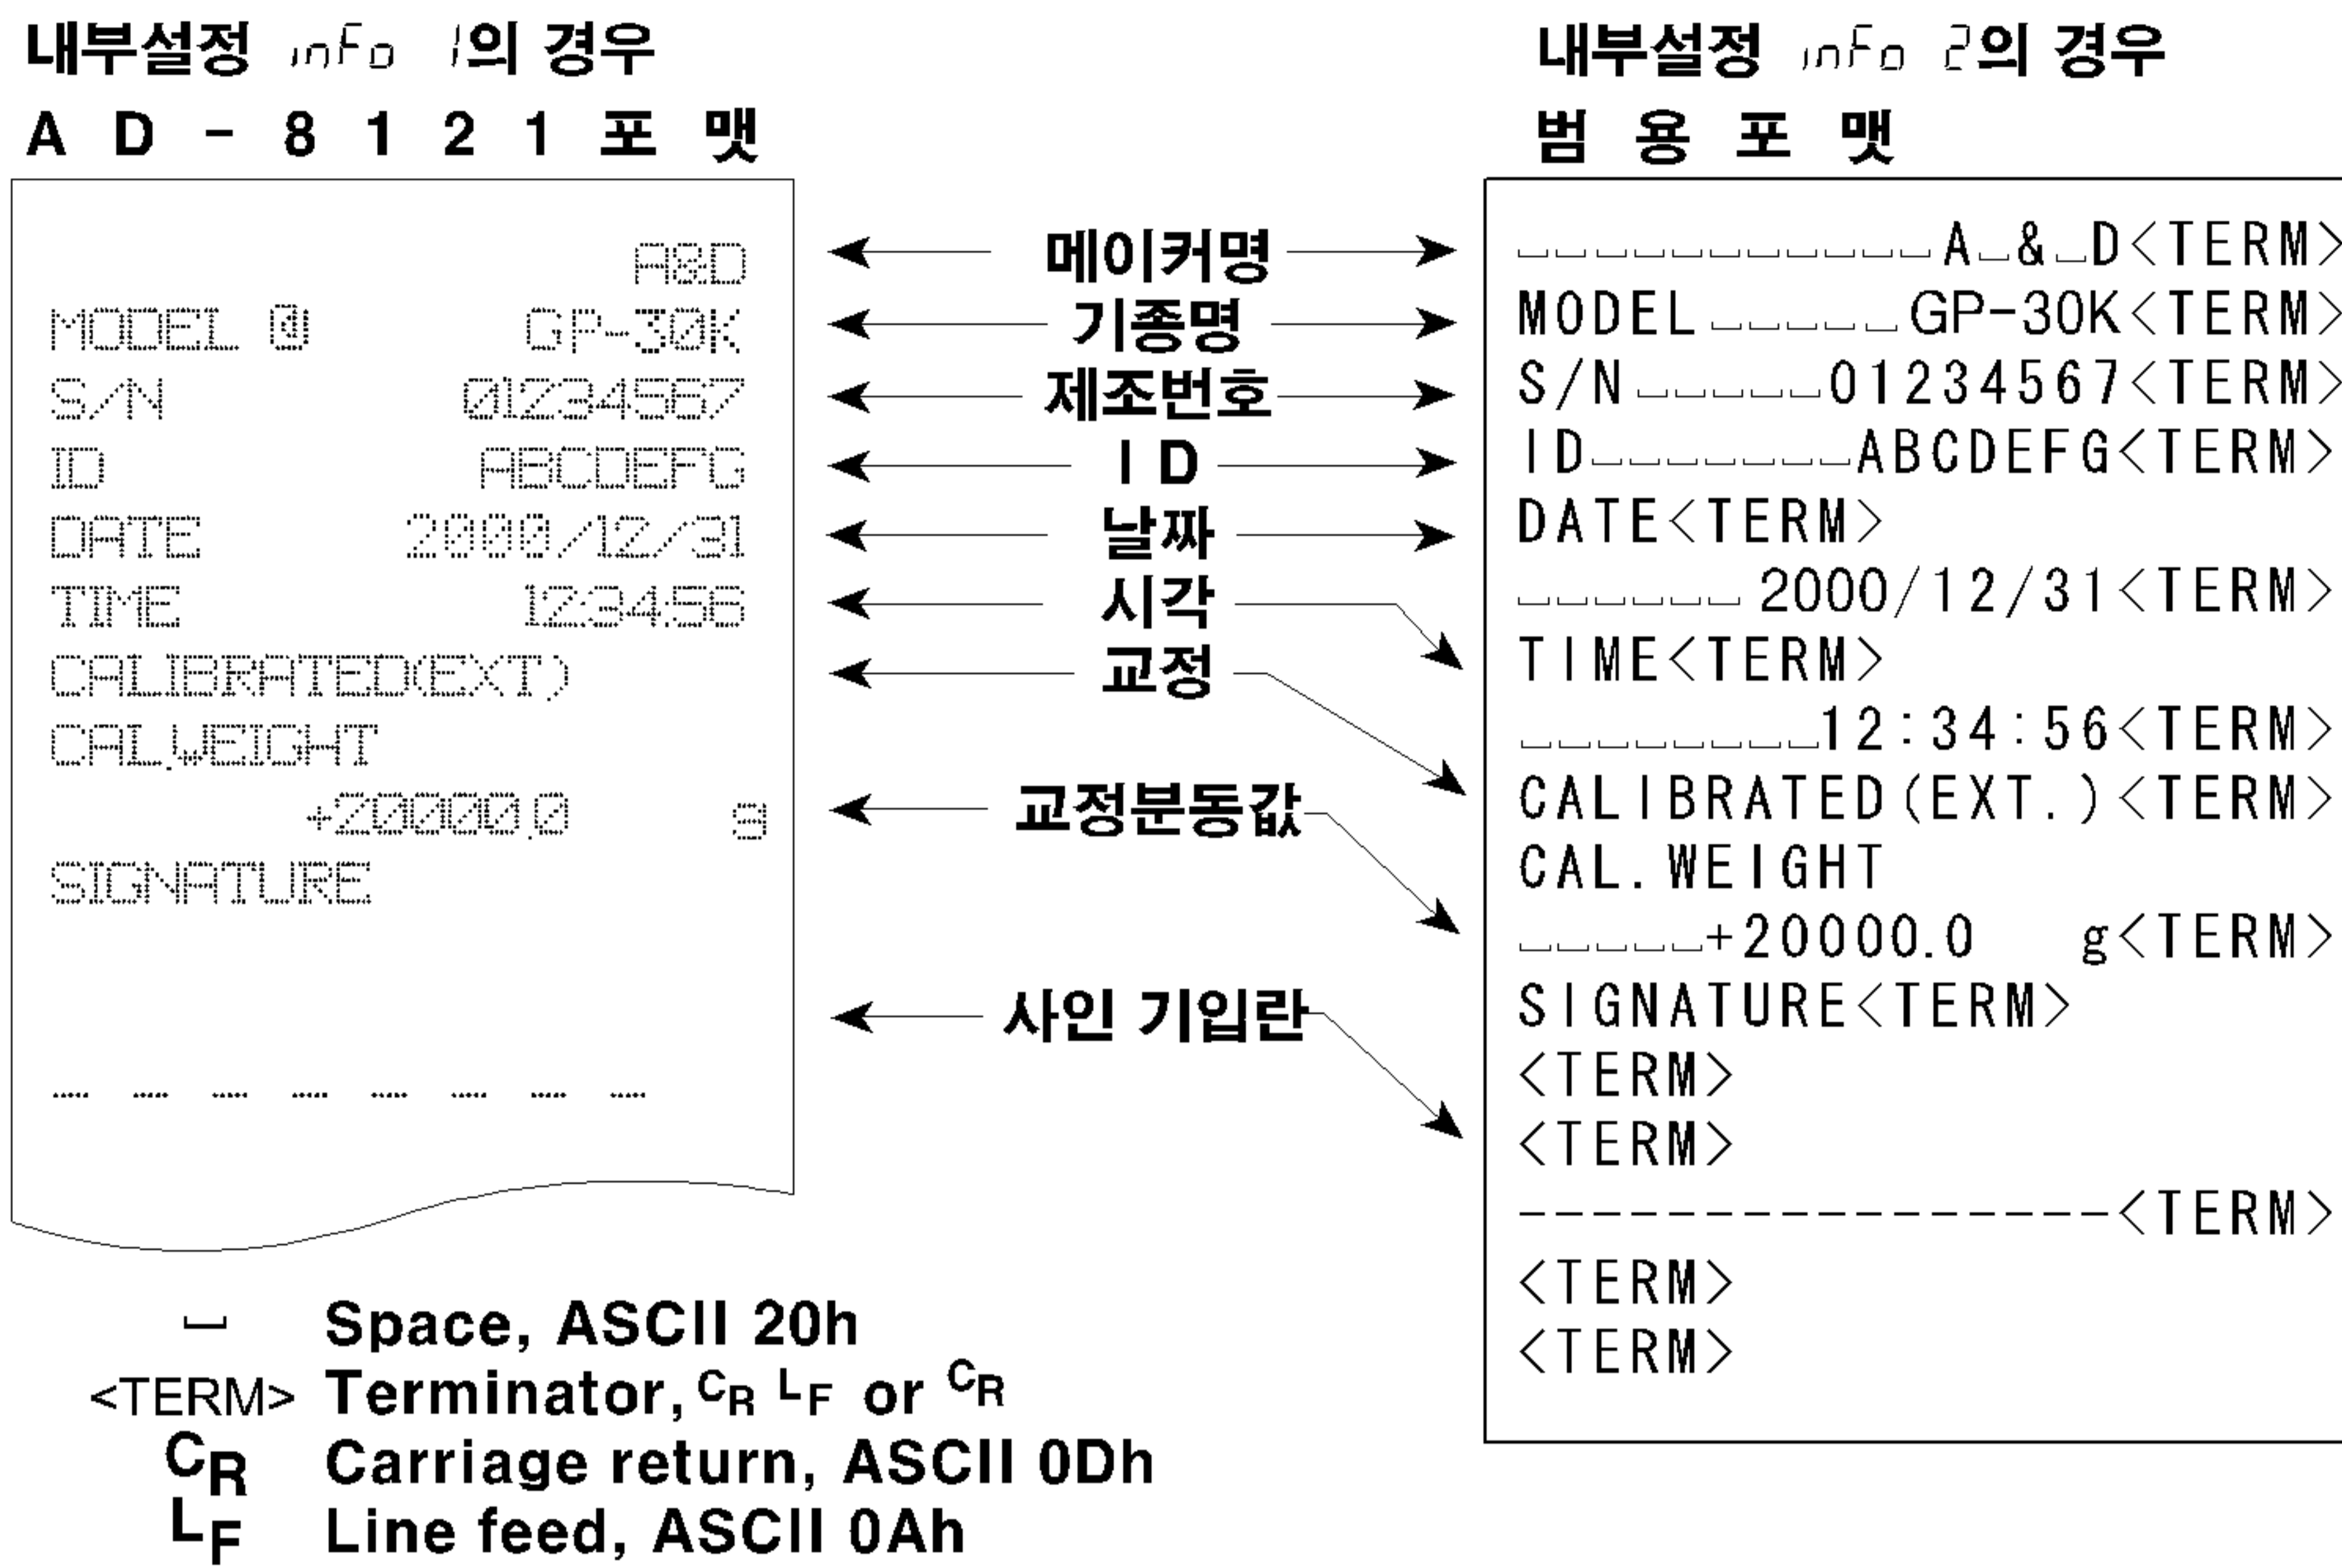 내부설정 info 1의 경우
AD-8121포맷
A&D
MODEL @ GP-30K
S/N 01234567
ID ABCDEFG
DATE 2000/12/31
TIME 12:34:56
CALIBRATED(EXT.)
CAL.WEIGHT
+20000.0 g
SIGNATURE
– – – – – – – –
메이커명
기종명
제조번호
ID
날짜
시각
교정
교정분동값
사인 기입란
내부설정 info 2의 경우
범용포맷
␣␣␣␣␣␣␣␣␣␣␣A␣&␣D<TERM>
MODEL␣␣␣␣␣GP-30K<TERM>
S/N␣␣␣␣␣01234567<TERM>
ID␣␣␣␣␣␣␣ABCDEFG<TERM>
DATE<TERM>
␣␣␣␣␣␣2000/12/31<TERM>
TIME<TERM>
␣␣␣␣␣␣␣␣12:34:56<TERM>
CALIBRATED(EXT.)<TERM>
CAL.WEIGHT
␣␣␣␣␣+20000.0 g<TERM>
SIGNATURE<TERM>
<TERM>
<TERM>
----------------<TERM>
<TERM>
<TERM>
␣ Space, ASCII 20h
<TERM> Terminator, CR LF or CR
CR Carriage return, ASCII 0Dh
LF Line feed, ASCII 0Ah